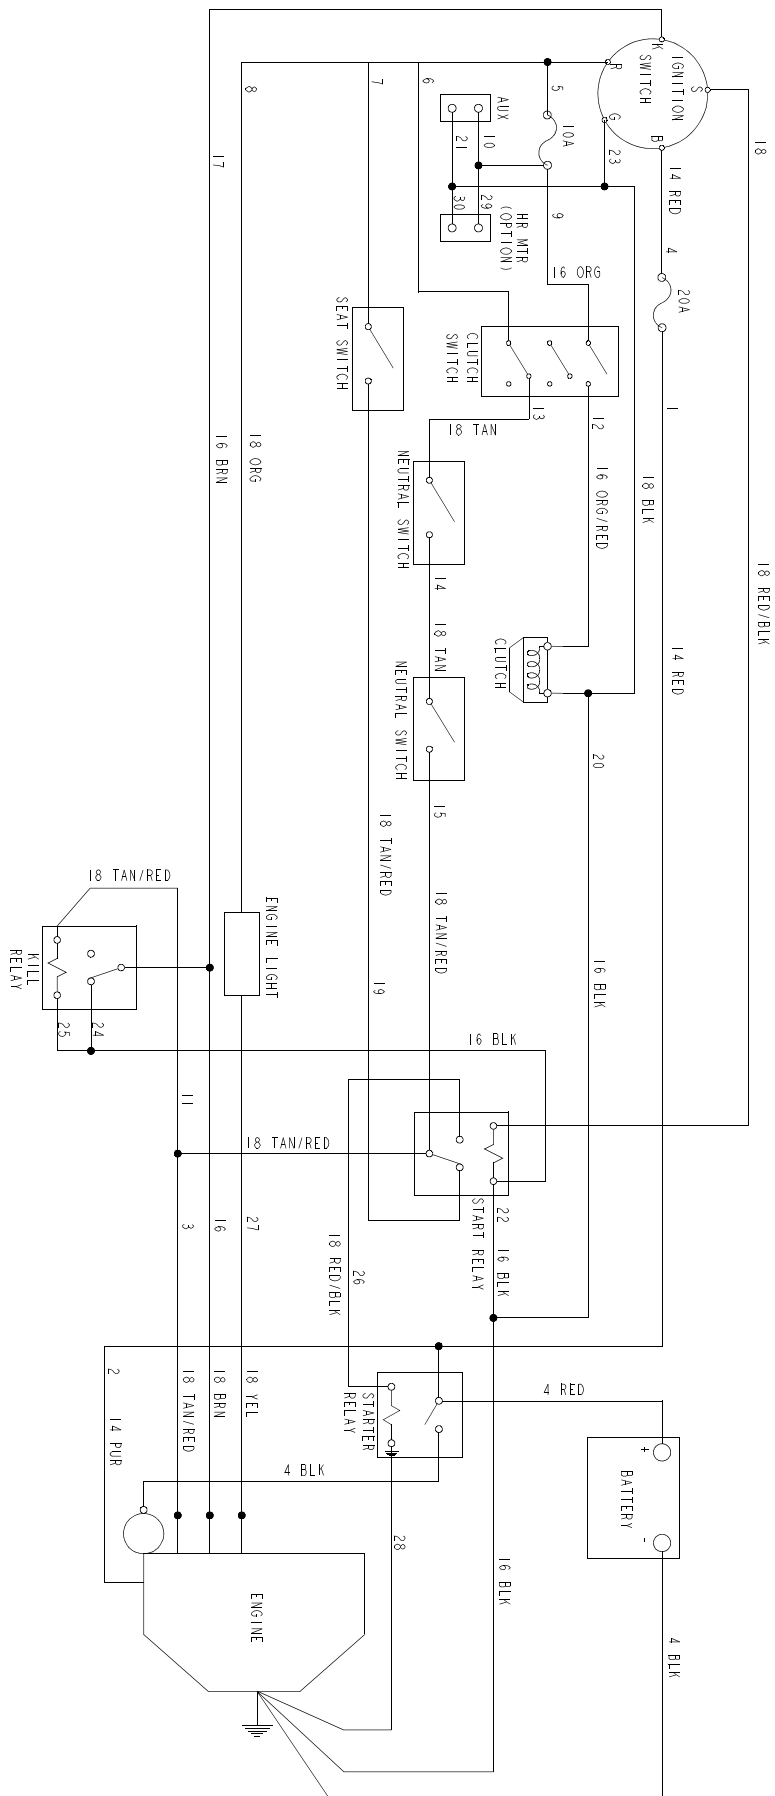 K
IGNITION
SWITCH
R
S
G
B
18
5
7
6
8
AUX
10A
10
21
23
14 RED
17
9
29
30
HR MTR
(OPTION)
4
16 ORG
20A
SEAT SWITCH
CLUTCH
SWITCH
1
13
12
18 TAN
16 BRN
18 ORG
NEUTRAL SWITCH
16 ORG/RED
18 BLK
18 RED/BLK
14
18 TAN
CLUTCH
14 RED
NEUTRAL SWITCH
20
15
18 TAN/RED
18 TAN/RED
18 TAN/RED
ENGINE LIGHT
KILL
RELAY
19
16 BLK
25
24
16 BLK
11
18 TAN/RED
START RELAY
22
3
16
27
18 RED/BLK
26
16 BLK
2
18 TAN/RED
18 BRN
18 YEL
STARTER
RELAY
4 RED
14 PUR
4 BLK
+
BATTERY
-
28
16 BLK
ENGINE
4 BLK